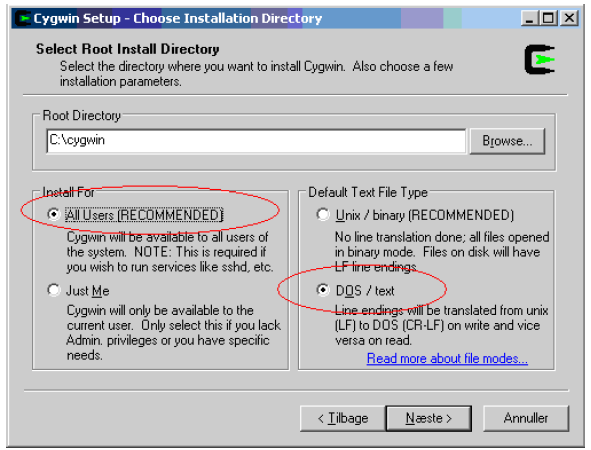 Cygwin Setup - Choose Installation Directory
Select Root Install Directory
Select the directory where you want to install Cygwin. Also choose a few
installation parameters.
Root Directory
C:\cygwin
Browse...
Install For
All Users (RECOMMENDED)
Cygwin will be available to all users of
the system. NOTE: This is required if
you wish to run services like sshd, etc.
Just Me
Cygwin will only be available to the
current user. Only select this if you lack
Admin. privileges or you have specific
needs.
Default Text File Type
Unix / binary (RECOMMENDED)
No line translation done; all files opened
in binary mode. Files on disk will have
LF line endings.
DOS / text
Line endings will be translated from unix
(LF) to DOS (CR-LF) on write and vice
versa on read.
Read more about file modes...
< Tilbage
Næste >
Annuller